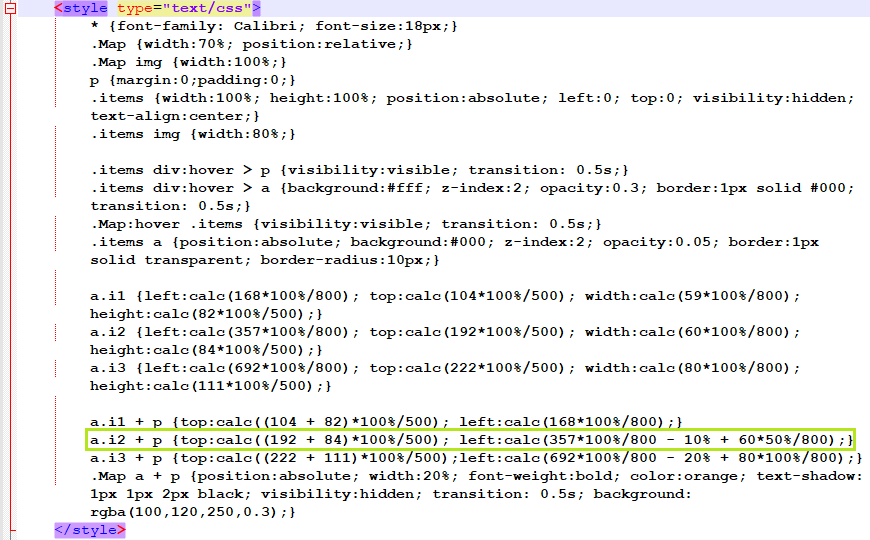 <style type="text/css">
* {font-family: Calibri; font-size:18px;}
.Map {width:70%; position:relative;}
.Map img {width:100%;}
p {margin:0;padding:0;}
.items {width:100%; height:100%; position:absolute; left:0; top:0; visibility:hidden;
text-align:center;}
.items img {width:80%;}
.items div:hover > p {visibility:visible; transition: 0.5s;}
.items div:hover > a {background:#fff; z-index:2; opacity:0.3; border:1px solid #000;
transition: 0.5s;}
.Map:hover .items {visibility:visible; transition: 0.5s;}
.items a {position:absolute; background:#000; z-index:2; opacity:0.05; border:1px
solid transparent; border-radius:10px;}
a.i1 {left:calc(168*100%/800); top:calc(104*100%/500); width:calc(59*100%/800);
height:calc(82*100%/500);}
a.i2 {left:calc(357*100%/800); top:calc(192*100%/500); width:calc(60*100%/800);
height:calc(84*100%/500);}
a.i3 {left:calc(692*100%/800); top:calc(222*100%/500); width:calc(80*100%/800);
height:calc(111*100%/500);}
a.i1 + p {top:calc((104 + 82)*100%/500); left:calc(168*100%/800);}
a.i2 + p {top:calc((192 + 84)*100%/500); left:calc(357*100%/800 - 10% + 60*50%/800);}
a.i3 + p {top:calc((222 + 111)*100%/500);left:calc(692*100%/800 - 20% + 80*100%/800);}
.Map a + p {position:absolute; width:20%; font-weight:bold; color:orange; text-shadow:
1px 1px 2px black; visibility:hidden; transition: 0.5s; background:
rgba(100,120,250,0.3);}
</style>